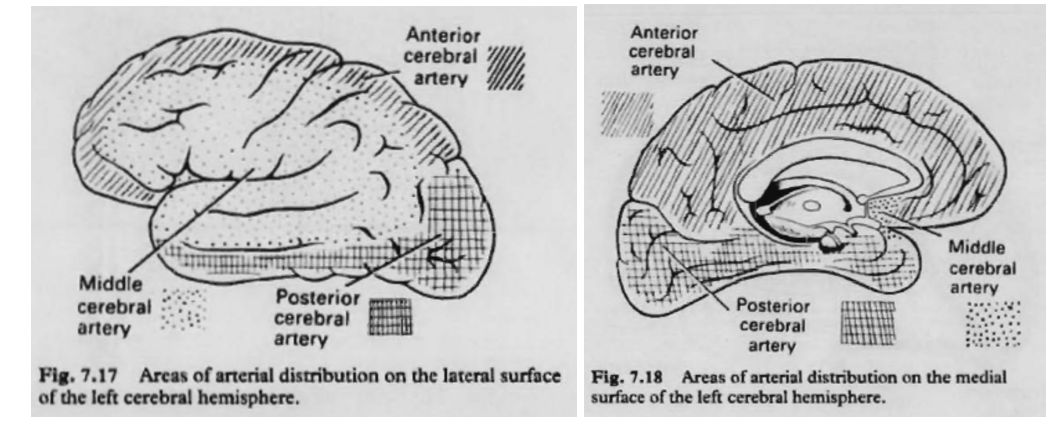 Anterior
cerebral
artery
Middle
cerebral
artery
Posterior
cerebral
artery
Fig. 7.17 Areas of arterial distribution on the lateral surface
of the left cerebral hemisphere.
Anterior
cerebral
artery
Middle
cerebral
artery
Posterior
cerebral
artery
Fig. 7.18 Areas of arterial distribution on the medial
surface of the left cerebral hemisphere.